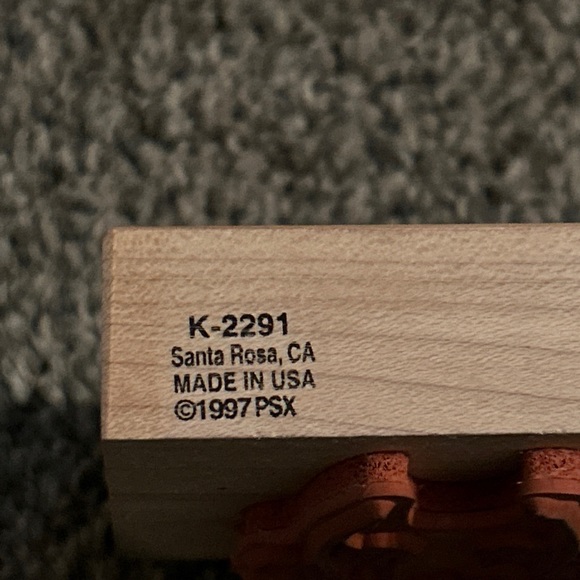 K-2291
Santa Rosa, CA
MADE IN USA
©1997 PSX